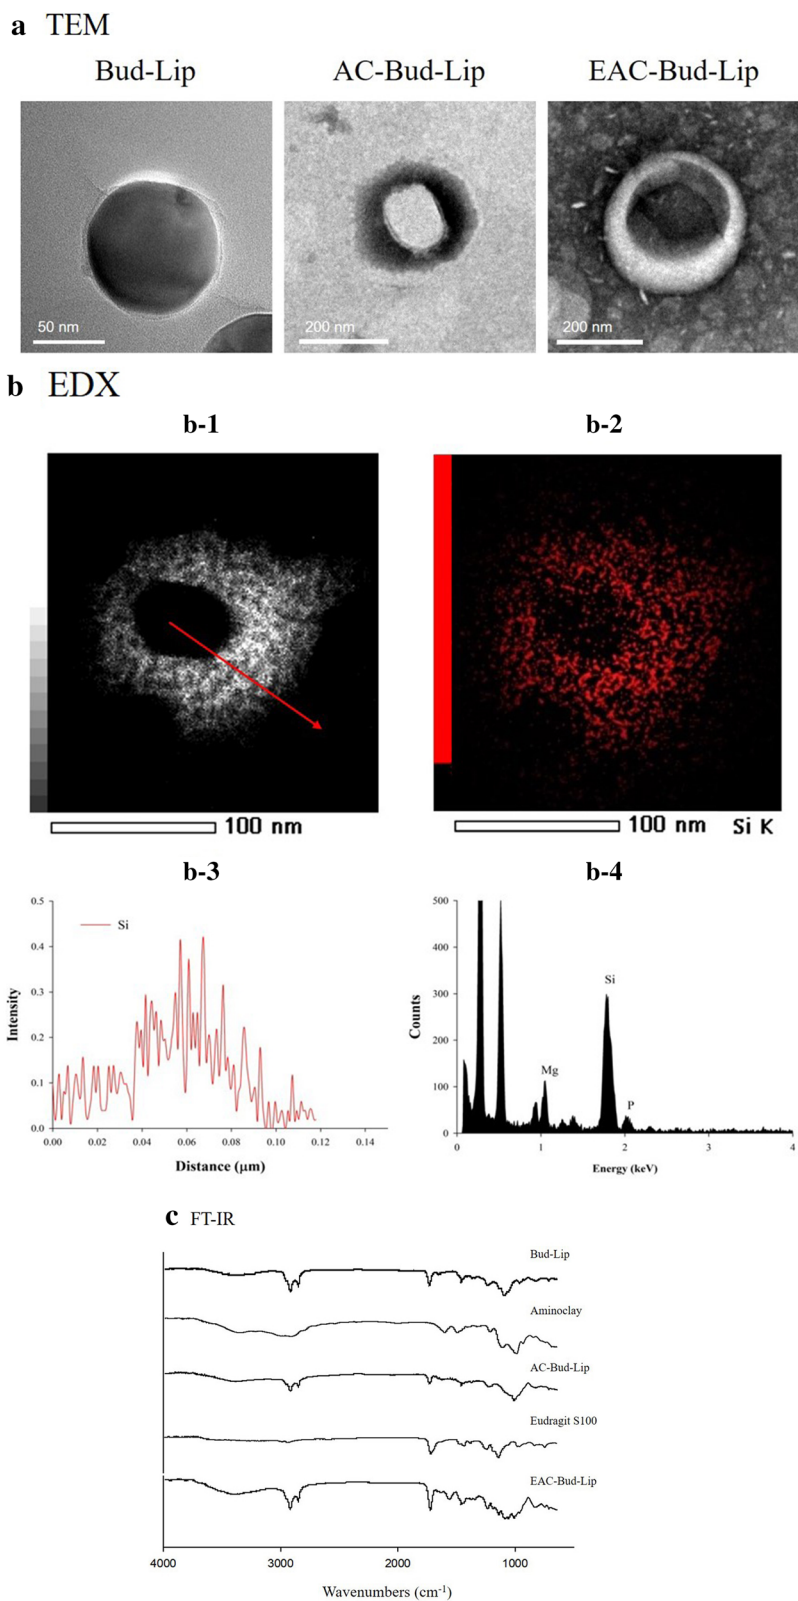 a TEM
Bud-Lip AC-Bud-Lip EAC-Bud-Lip
50 nm 200 nm 200 nm
b EDX
b-1 b-2
100 nm 100 nm Si K
b-3 b-4
0.5
0.4
0.3
0.2
0.1
0.0
Intensity
Si
0.00 0.02 0.04 0.06 0.08 0.10 0.12 0.14
Distance (μm)
500
400
300
200
100
0
Counts
Si
Mg
P
0 1 2 3 4
Energy (keV)
c FT-IR
Bud-Lip
Aminoclay
AC-Bud-Lip
Eudragit S100
EAC-Bud-Lip
4000 3000 2000 1000
Wavenumbers (cm-1)